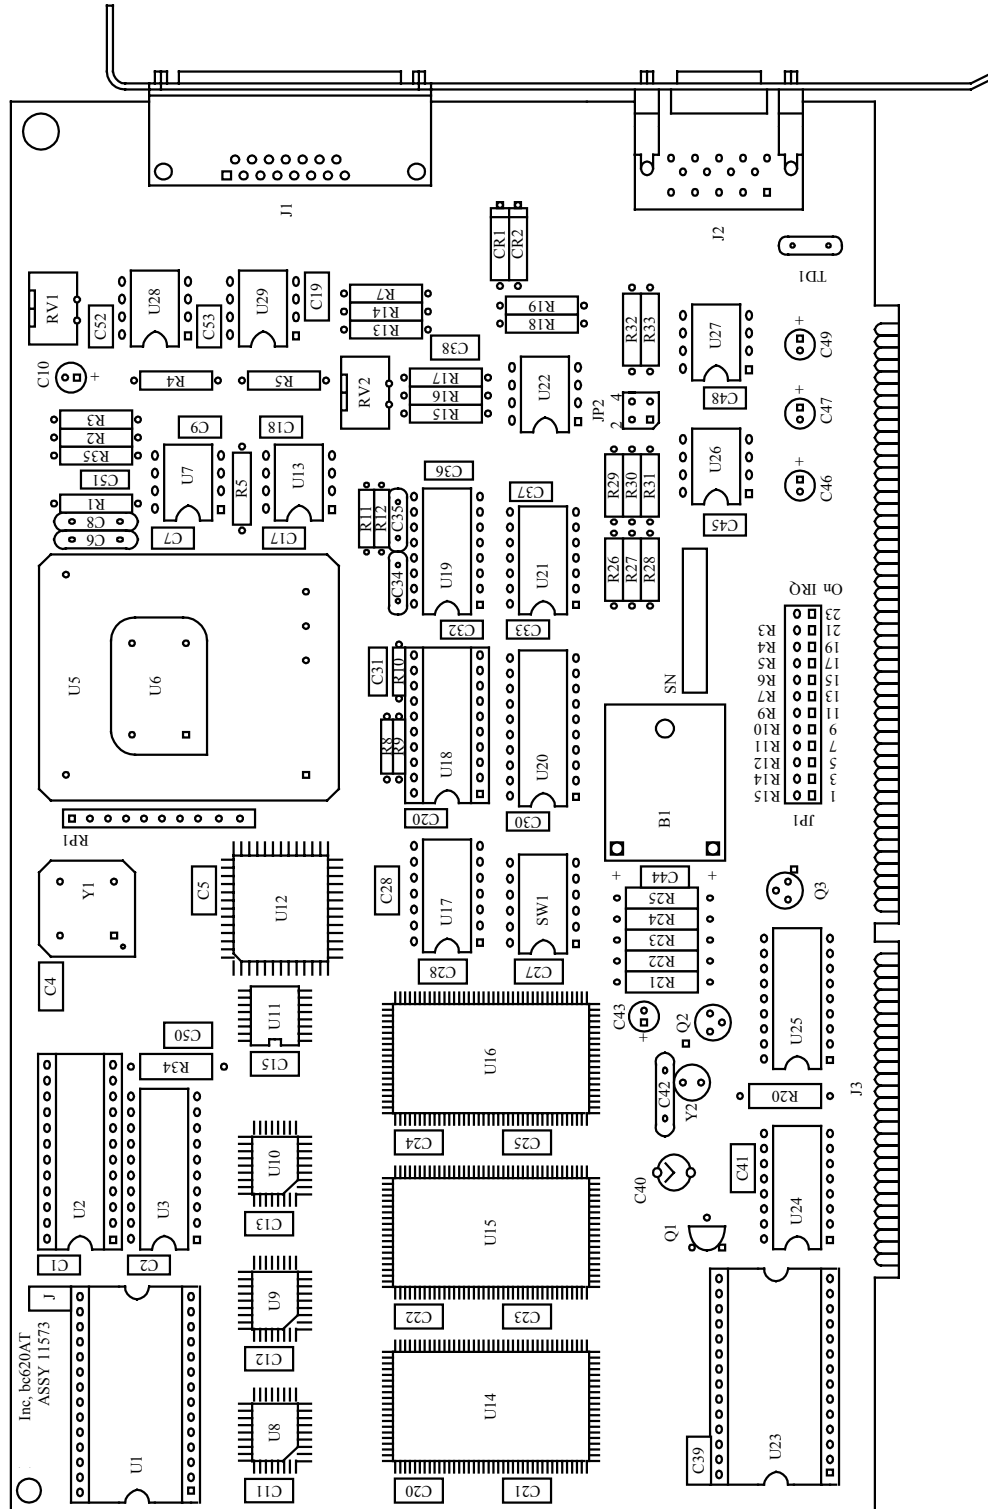 J1
J2
CR1
CR2
TD1
RV1
C52
U28
C53
U29
C19
R7
R14
R13
R19
R18
R32
R33
U27
C49
C10
R4
R5
C38
RV2
R17
R16
R15
U22
JP2
2
4
C48
C47
R3
R2
R35
C51
R1
C8
C6
C9
U7
C7
R5
C18
U13
C17
R11
R12
C35
C34
C36
U19
C32
C37
U21
C33
R29
R30
R31
R26
R27
R28
U26
C45
C46
U5
U6
C31
R10
R8
R9
U18
C20
U20
C30
SN
B1
On IRQ
23
R3 21
R4 19
R5 17
R6 15
R7 13
R9 11
R10 9
R11 7
R12 5
R14 3
R15 1
JP1
RP1
Y1
C4
C5
U12
C28
U17
C28
SW1
C27
C44
R25
R24
R23
R22
R21
Q3
C43
Q2
U25
U11
C15
C50
R34
U16
C42
Y2
R20
J3
C24
C25
U2
U3
U10
C13
C40
C41
U24
Q1
U15
C1
C2
J
U9
C12
C22
C23
Inc, bc620AT
ASSY 11573
U1
U8
C11
U14
C20
C21
C39
U23